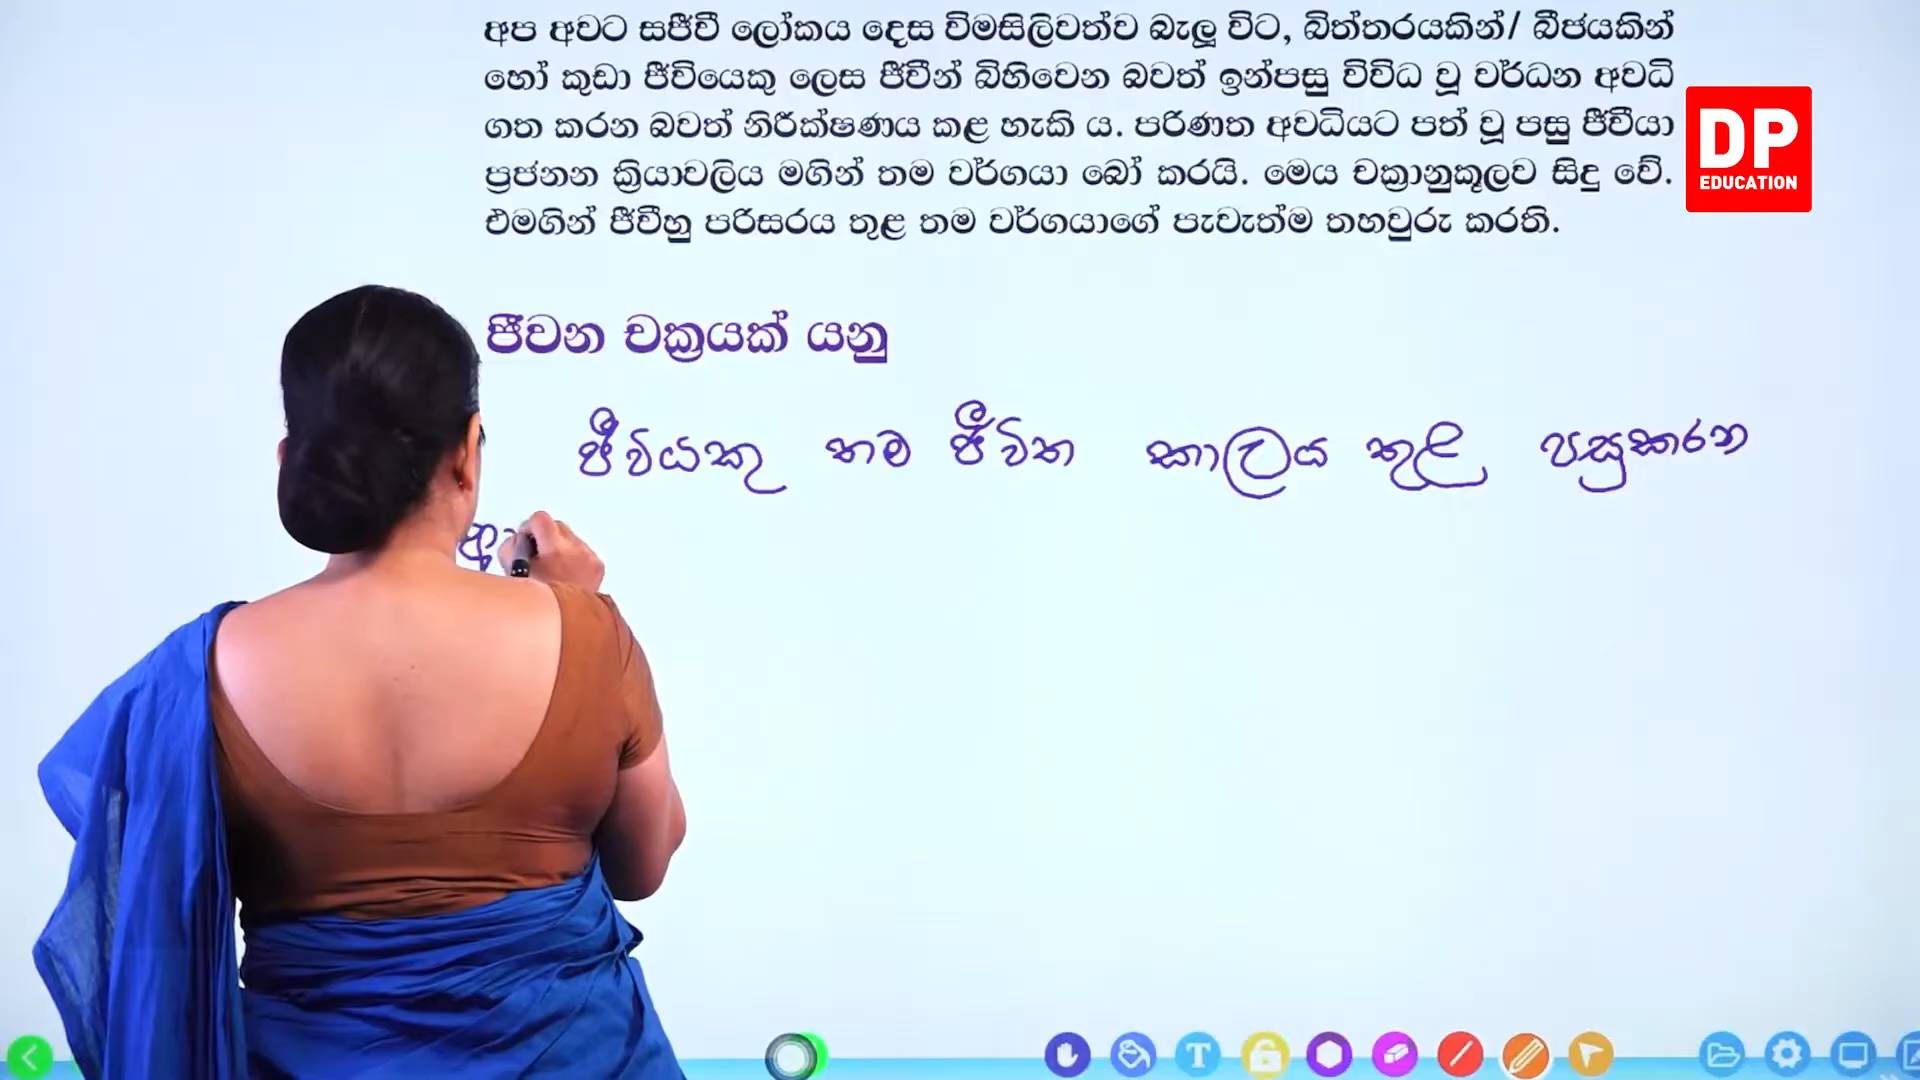 අප අවට සජීවී ලෝකය දෙස විමසිලිවත්ව බැලූ විට, බිත්තරයකින්/ බීජයකින්
හෝ කුඩා ජීවියෙකු ලෙස ජීවීන් බිහිවෙන බවත් ඉන්පසු විවිධ වූ වර්ධන අවධි
ගත කරන බවත් නිරීක්ෂණය කළ හැකි ය. පරිණත අවධියට පත් වූ පසු ජීවීයා
ප්‍රජනන ක්‍රියාවලිය මගින් තම වර්ගයා බෝ කරයි. මෙය චක්‍රානුකූලව සිදු වේ.
එමගින් ජීවීහු පරිසරය තුළ තම වර්ගයාගේ පැවැත්ම තහවුරු කරති.
DP
EDUCATION
ජීවන චක්‍රයක් යනු
ජීවියකු තම ජීවිත කාලය තුළ පසුකරන